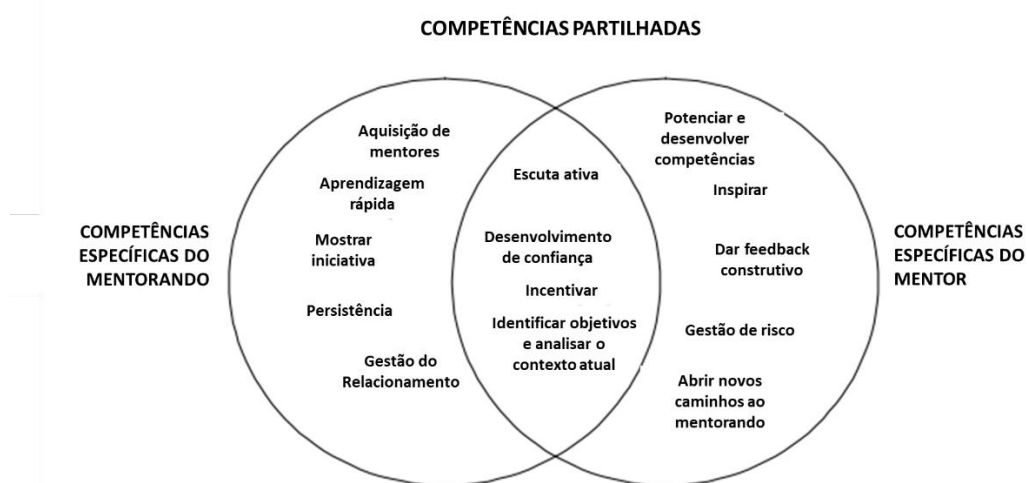 COMPETÊNCIAS PARTILHADAS
COMPETÊNCIAS
ESPECÍFICAS DO
MENTORANDO
Aquisição de
mentores
Aprendizagem
rápida
Mostrar
iniciativa
Persistência
Gestão do
Relacionamento
Escuta ativa
Desenvolvimento
de confiança
Incentivar
Identificar objetivos
e analisar o
contexto atual
Potenciar e
desenvolver
competências
Inspirar
Dar feedback
construtivo
Gestão de risco
Abrir novos
caminhos ao
mentorando
COMPETÊNCIAS
ESPECÍFICAS DO
MENTOR